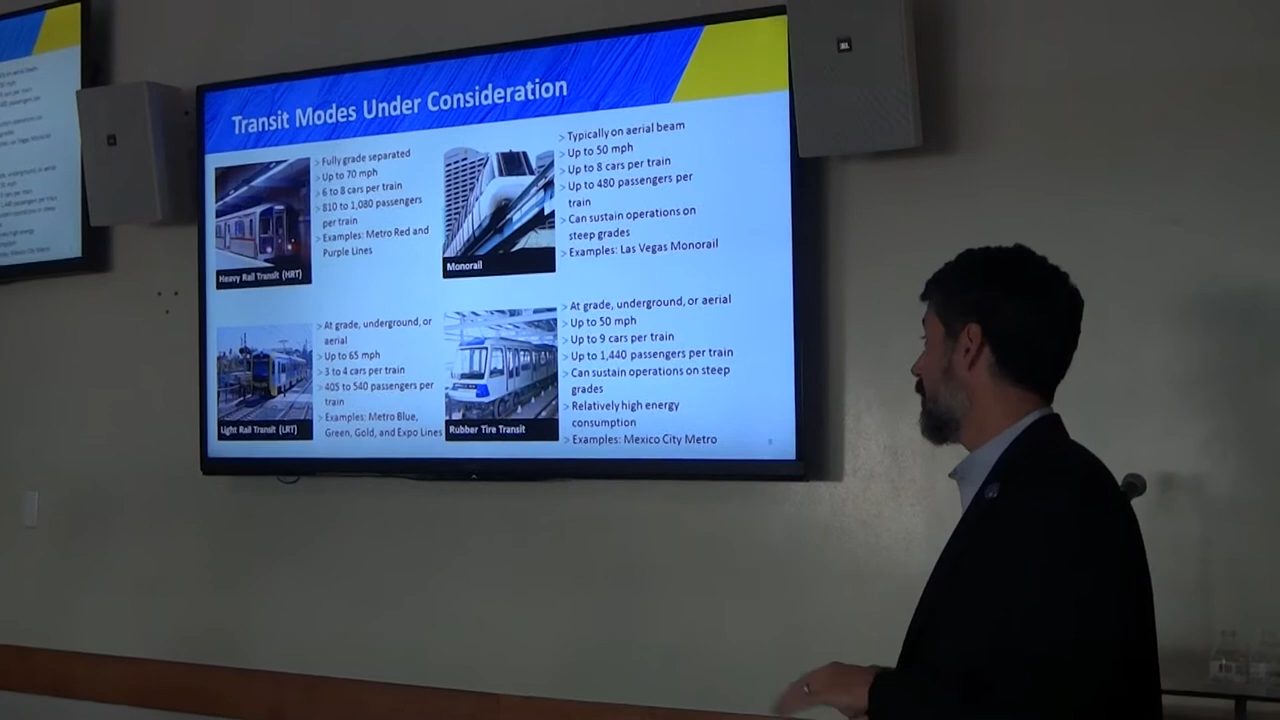 Transit Modes Under Consideration
> Fully grade separated
> Up to 70 mph
> 6 to 8 cars per train
> 810 to 1,080 passengers
per train
> Examples: Metro Red and
Purple Lines
Heavy Rail Transit (HRT)
> Typically on aerial beam
> Up to 50 mph
> Up to 8 cars per train
> Up to 480 passengers per
train
> Can sustain operations on
steep grades
> Examples: Las Vegas Monorail
Monorail
> At grade, underground, or
aerial
> Up to 65 mph
> 3 to 4 cars per train
> 405 to 540 passengers per
train
> Examples: Metro Blue,
Green, Gold, and Expo Lines
Light Rail Transit (LRT)
> At grade, underground, or aerial
> Up to 50 mph
> Up to 9 cars per train
> Up to 1,440 passengers per train
> Can sustain operations on steep
grades
> Relatively high energy
consumption
> Examples: Mexico City Metro
Rubber Tire Transit
JBL